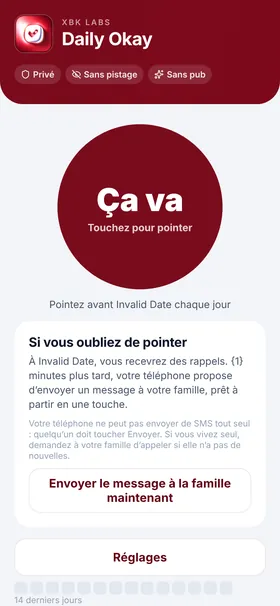 XBK LABS
Daily Okay
Privé
Sans pistage
Sans pub
Ça va
Touchez pour pointer
Pointez avant Invalid Date chaque jour
Si vous oubliez de pointer
À Invalid Date, vous recevrez des rappels. {1}
minutes plus tard, votre téléphone propose
d'envoyer un message à votre famille, prêt à
partir en une touche.
Votre téléphone ne peut pas envoyer de SMS tout seul
: quelqu'un doit toucher Envoyer. Si vous vivez seul,
demandez à votre famille d'appeler si elle n'a pas de
nouvelles.
Envoyer le message à la famille
maintenant
Réglages
14 derniers jours